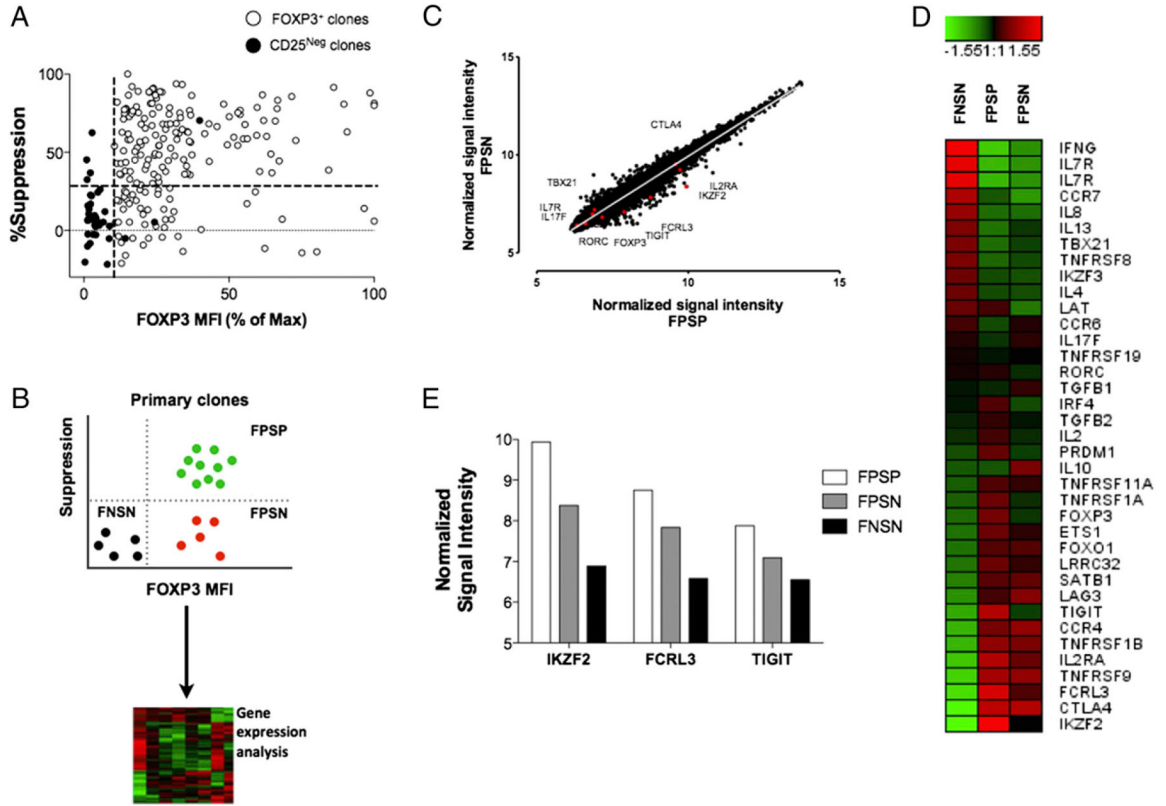 A
FOXP3⁺ clones
CD25ᴺᵉᵍ clones
100
50
0
%Suppression
0
50
100
FOXP3 MFI (% of Max)
B
Primary clones
Suppression
FPSP
FNSN
FPSN
FOXP3 MFI
Gene
expression
analysis
C
15
10
5
Normalized signal intensity
FPSN
CTLA4
TBX21
IL7R
IL17F
IL2RA
IKZF2
FCRL3
TIGIT
FOXP3
RORC
5
10
15
Normalized signal intensity
FPSP
E
10
9
8
7
6
5
Normalized
Signal Intensity
IKZF2
FCRL3
TIGIT
FPSP
FPSN
FNSN
D
-1.551:11.55
FNSN
FPSP
FPSN
IFNG
IL7R
IL7R
CCR7
IL8
IL13
TBX21
TNFRSF8
IKZF3
IL4
LAT
CCR6
IL17F
TNFRSF19
RORC
TGFB1
IRF4
TGFB2
IL2
PRDM1
IL10
TNFRSF11A
TNFRSF1A
FOXP3
ETS1
FOXO1
LRRC32
SATB1
LAG3
TIGIT
CCR4
TNFRSF1B
IL2RA
TNFRSF9
FCRL3
CTLA4
IKZF2